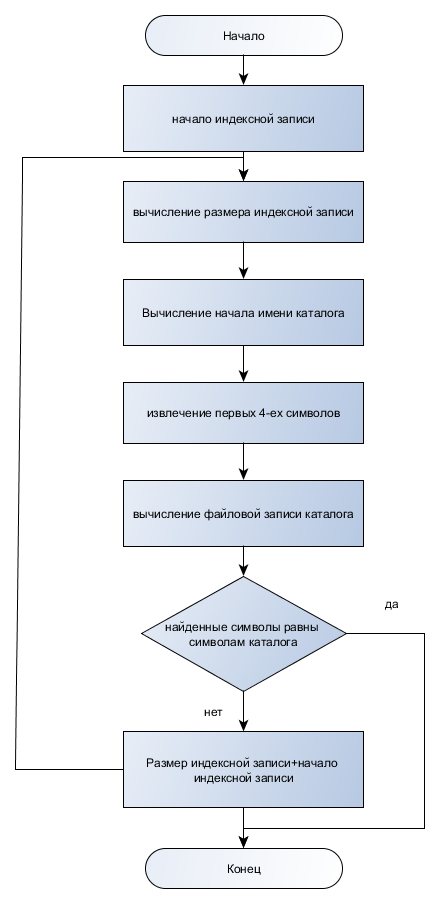 Начало
начало индексной записи
вычисление размера индексной записи
Вычисление начала имени каталога
извлечение первых 4-ех символов
вычисление файловой записи каталога
найденные символы равны
символам каталога
да
нет
Размер индексной записи+начало
индексной записи
Конец